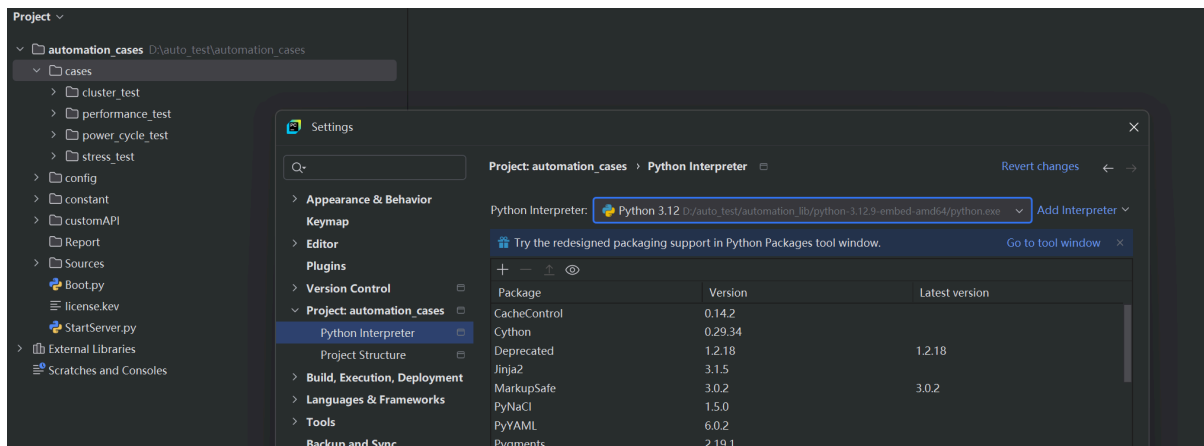 Project
automation_cases D:\auto_test\automation_cases
cases
cluster_test
performance_test
power_cycle_test
stress_test
config
constant
customAPI
Report
Sources
Boot.py
license.key
StartServer.py
External Libraries
Scratches and Consoles
Settings
Appearance & Behavior
Keymap
Editor
Plugins
Version Control
Project: automation_cases
Python Interpreter
Project Structure
Build, Execution, Deployment
Languages & Frameworks
Tools
Backup and Sync
Project: automation_cases › Python Interpreter
Revert changes
Python Interpreter: Python 3.12 D:/auto_test/automation_lib/python-3.12.9-embed-amd64/python.exe Add Interpreter
Try the redesigned packaging support in Python Packages tool window. Go to tool window
Package Version Latest version
CacheControl 0.14.2
Cython 0.29.34
Deprecated 1.2.18 1.2.18
Jinja2 3.1.5
MarkupSafe 3.0.2 3.0.2
PyNaCl 1.5.0
PyYAML 6.0.2
Pygments 2.19.1